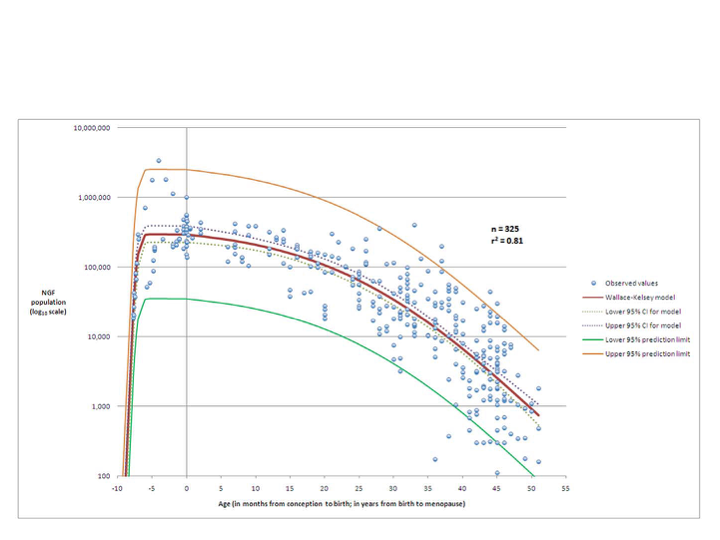 10,000,000
1,000,000
100,000
10,000
1,000
100
NGF
population
(log₁₀ scale)
n = 325
r² = 0.81
Observed values
Wallace-Kelsey model
Lower 95% CI for model
Upper 95% CI for model
Lower 95% prediction limit
Upper 95% prediction limit
-10 -5 0 5 10 15 20 25 30 35 40 45 50 55
Age (in months from conception to birth; in years from birth to menopause)